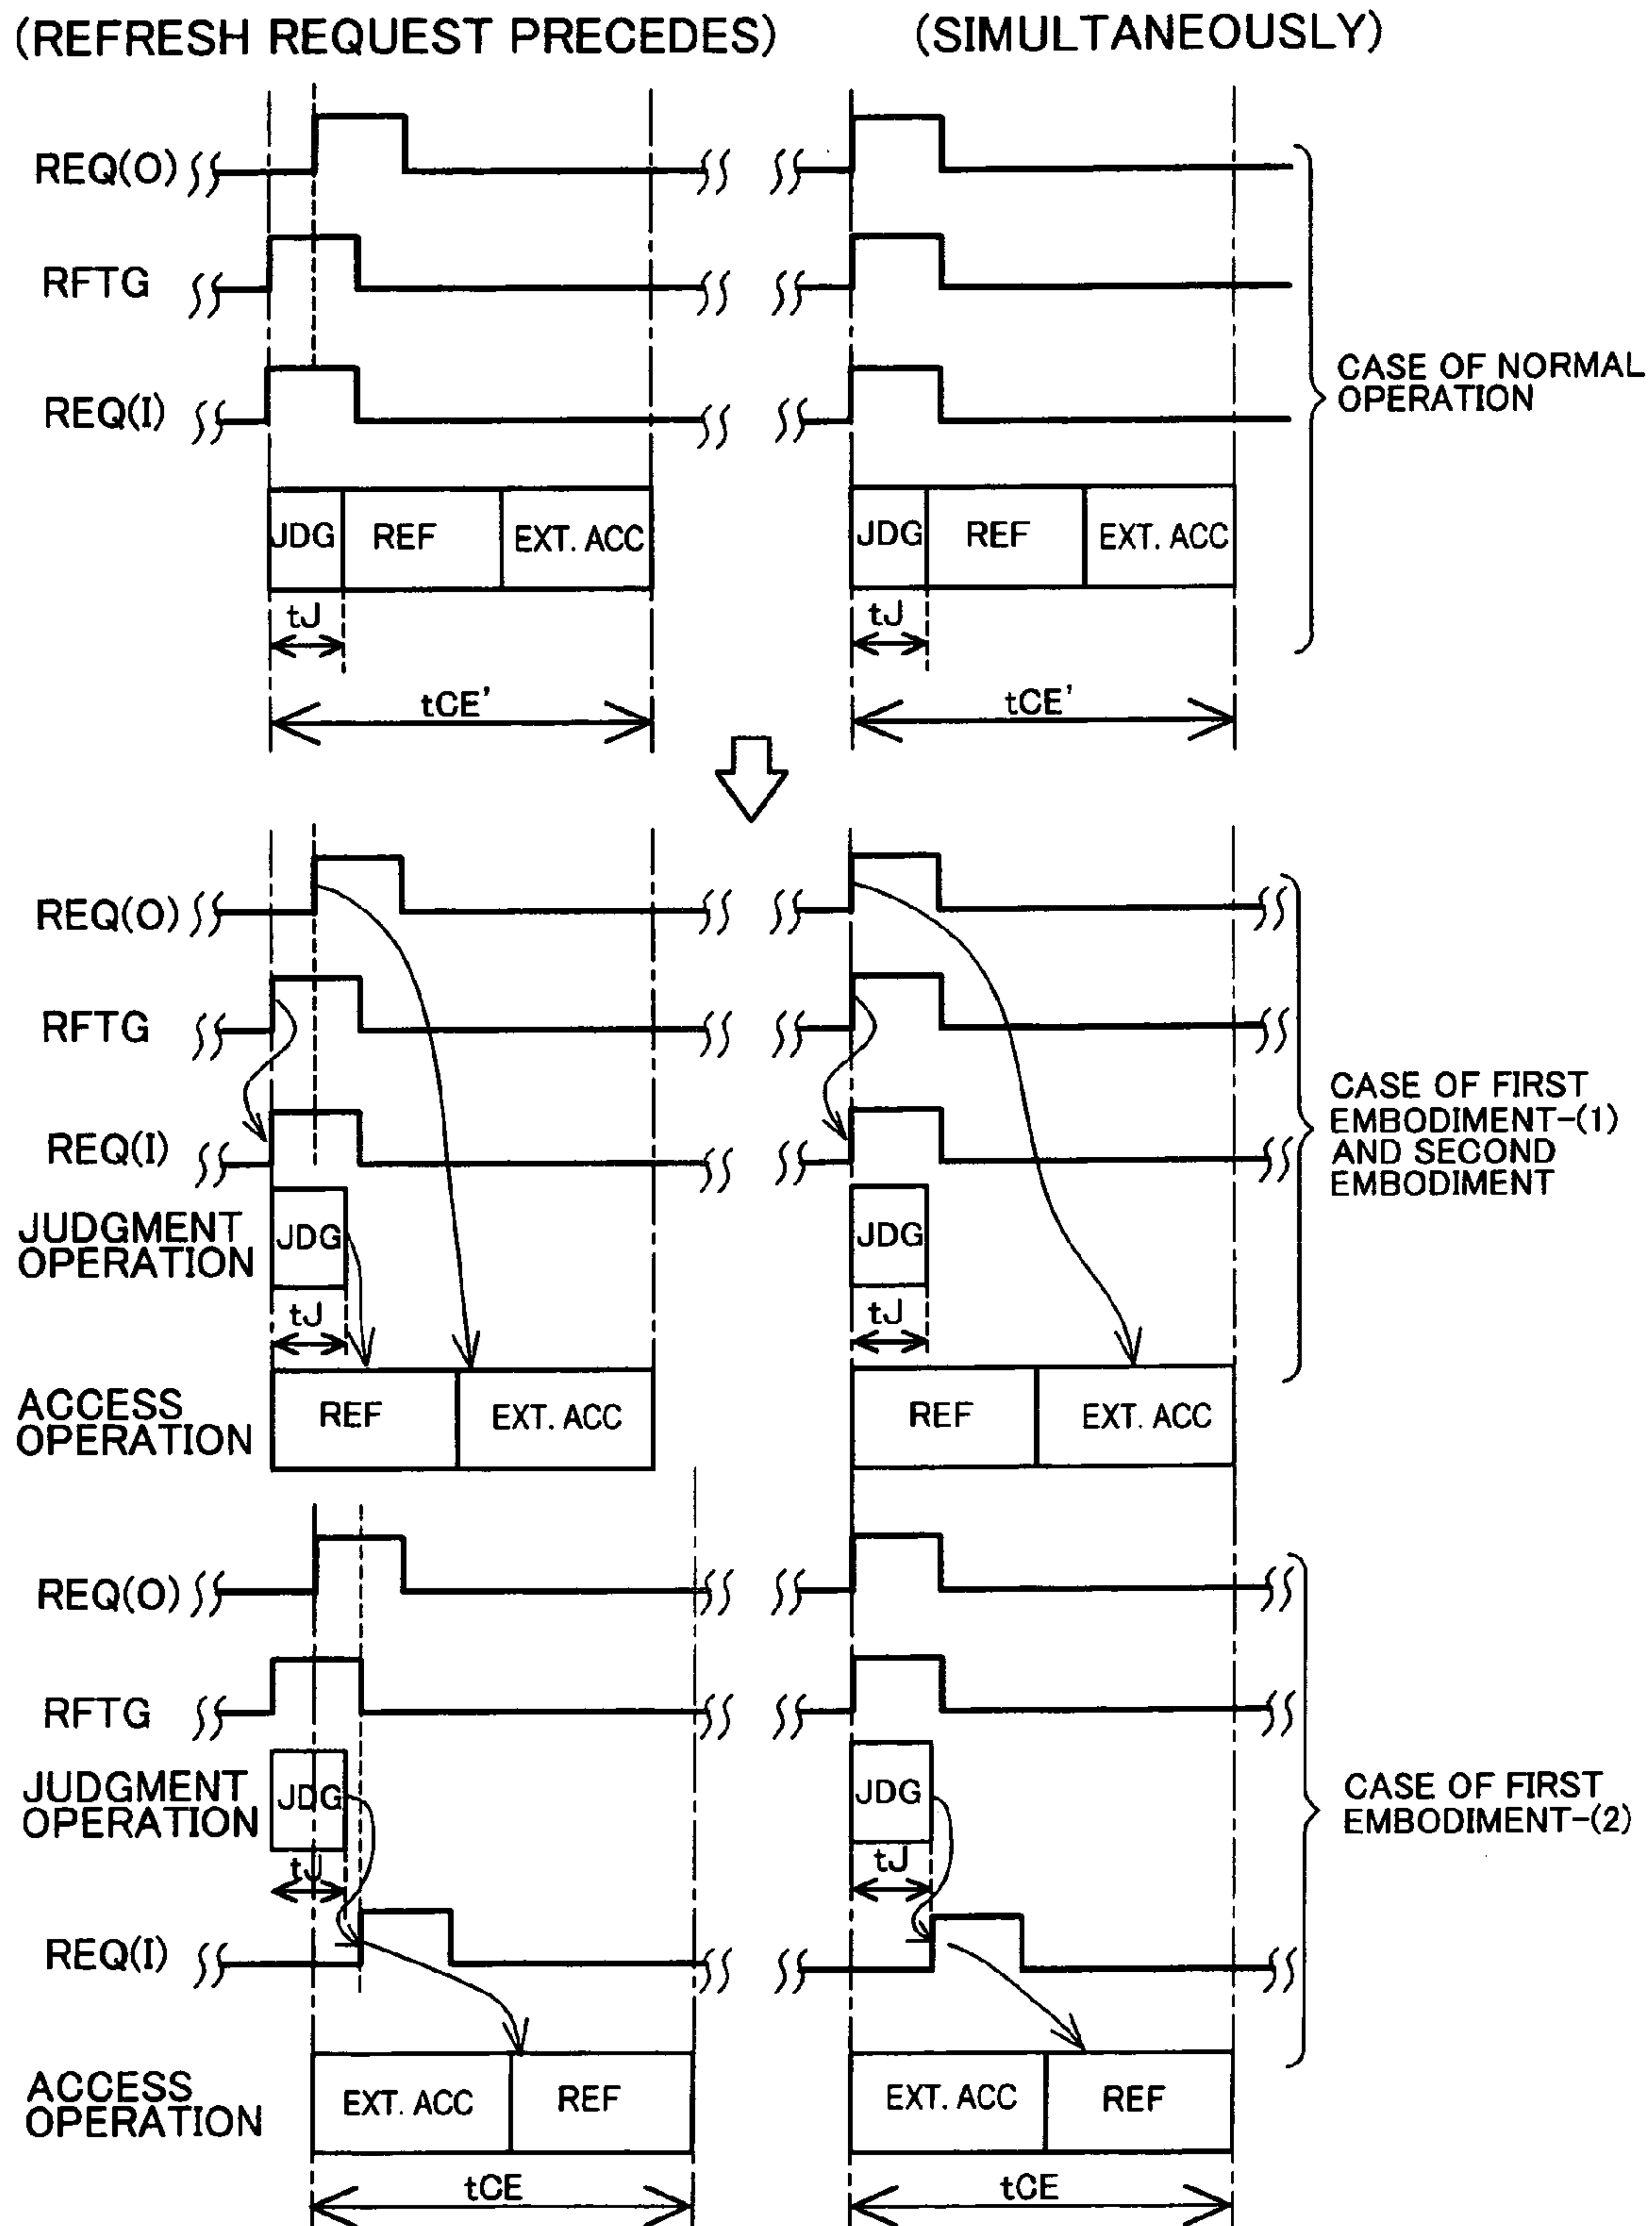 (REFRESH REQUEST PRECEDES) (SIMULTANEOUSLY)
REQ(O)
RFTG
REQ(I)
CASE OF NORMAL
OPERATION
JDG REF EXT. ACC JDG REF EXT. ACC
tJ tJ
tCE' tCE'
REQ(O)
RFTG
REQ(I)
CASE OF FIRST
EMBODIMENT-(1)
AND SECOND
EMBODIMENT
JUDGMENT
OPERATION
JDG JDG
tJ tJ
ACCESS
OPERATION
REF EXT. ACC REF EXT. ACC
REQ(O)
RFTG
JUDGMENT
OPERATION
JDG JDG
CASE OF FIRST
EMBODIMENT-(2)
tJ tJ
REQ(I)
ACCESS
OPERATION
EXT. ACC REF EXT. ACC REF
tCE tCE